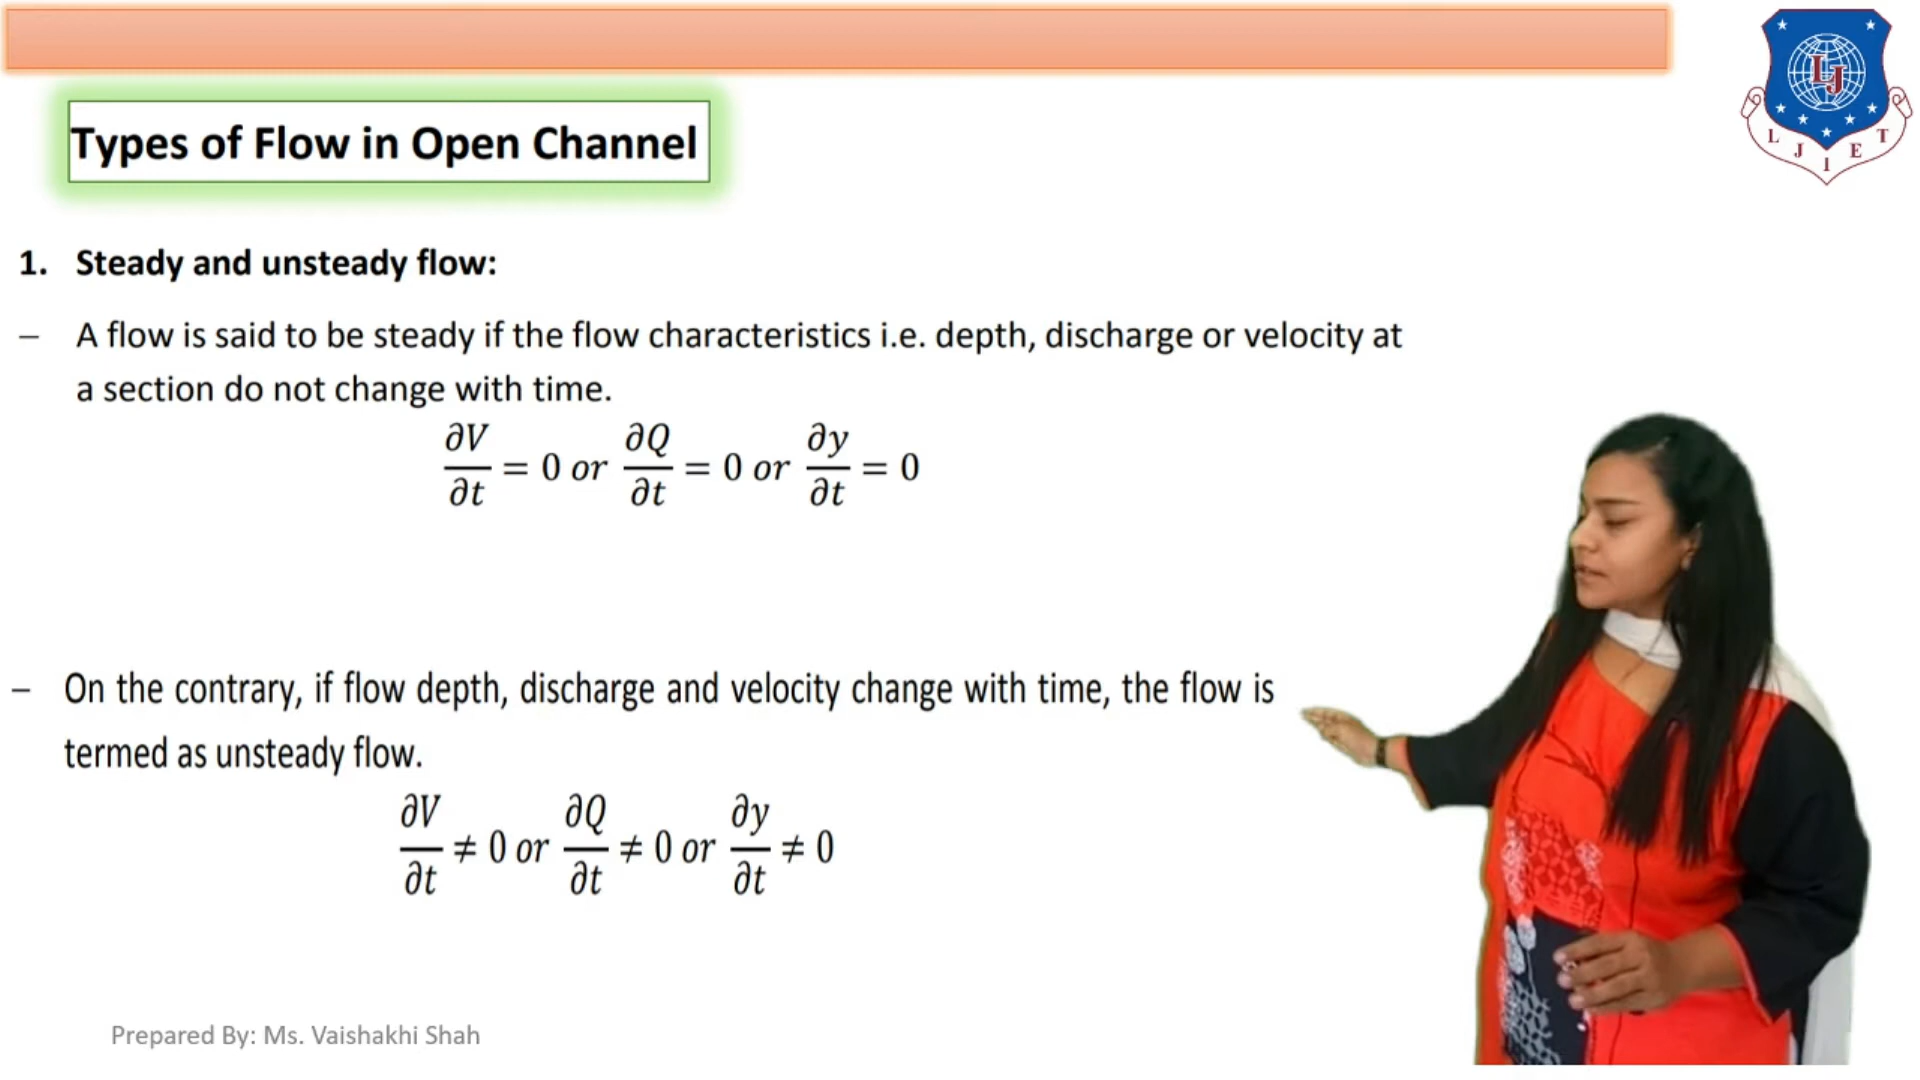 Types of Flow in Open Channel
L J I E T
LJ
1. Steady and unsteady flow:
– A flow is said to be steady if the flow characteristics i.e. depth, discharge or velocity at
a section do not change with time.
∂V/∂t = 0 or ∂Q/∂t = 0 or ∂y/∂t = 0
– On the contrary, if flow depth, discharge and velocity change with time, the flow is
termed as unsteady flow.
∂V/∂t ≠ 0 or ∂Q/∂t ≠ 0 or ∂y/∂t ≠ 0
Prepared By: Ms. Vaishakhi Shah